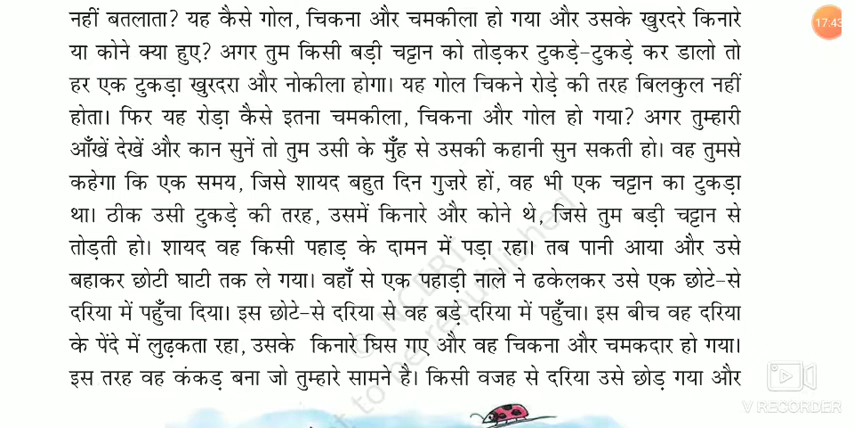 नहीं बतलाता? यह कैसे गोल, चिकना और चमकीला हो गया और उसके खुरदरे किनारे
या कोने क्या हुए? अगर तुम किसी बड़ी चट्टान को तोड़कर टुकड़े-टुकड़े कर डालो तो
हर एक टुकड़ा खुरदरा और नोकीला होगा। यह गोल चिकने रोड़े की तरह बिलकुल नहीं
होता। फिर यह रोड़ा कैसे इतना चमकीला, चिकना और गोल हो गया? अगर तुम्हारी
आँखें देखें और कान सुनें तो तुम उसी के मुँह से उसकी कहानी सुन सकती हो। वह तुमसे
कहेगा कि एक समय, जिसे शायद बहुत दिन गुज़रे हों, वह भी एक चट्टान का टुकड़ा
था। ठीक उसी टुकड़े की तरह, उसमें किनारे और कोने थे, जिसे तुम बड़ी चट्टान से
तोड़ती हो। शायद वह किसी पहाड़ के दामन में पड़ा रहा। तब पानी आया और उसे
बहाकर छोटी घाटी तक ले गया। वहाँ से एक पहाड़ी नाले ने ढकेलकर उसे एक छोटे-से
दरिया में पहुँचा दिया। इस छोटे-से दरिया से वह बड़े दरिया में पहुँचा। इस बीच वह दरिया
के पेंदे में लुढ़कता रहा, उसके किनारे घिस गए और वह चिकना और चमकदार हो गया।
इस तरह वह कंकड़ बना जो तुम्हारे सामने है। किसी वजह से दरिया उसे छोड़ गया और
17:43
V RECORDER
© NCERT
not to be republished